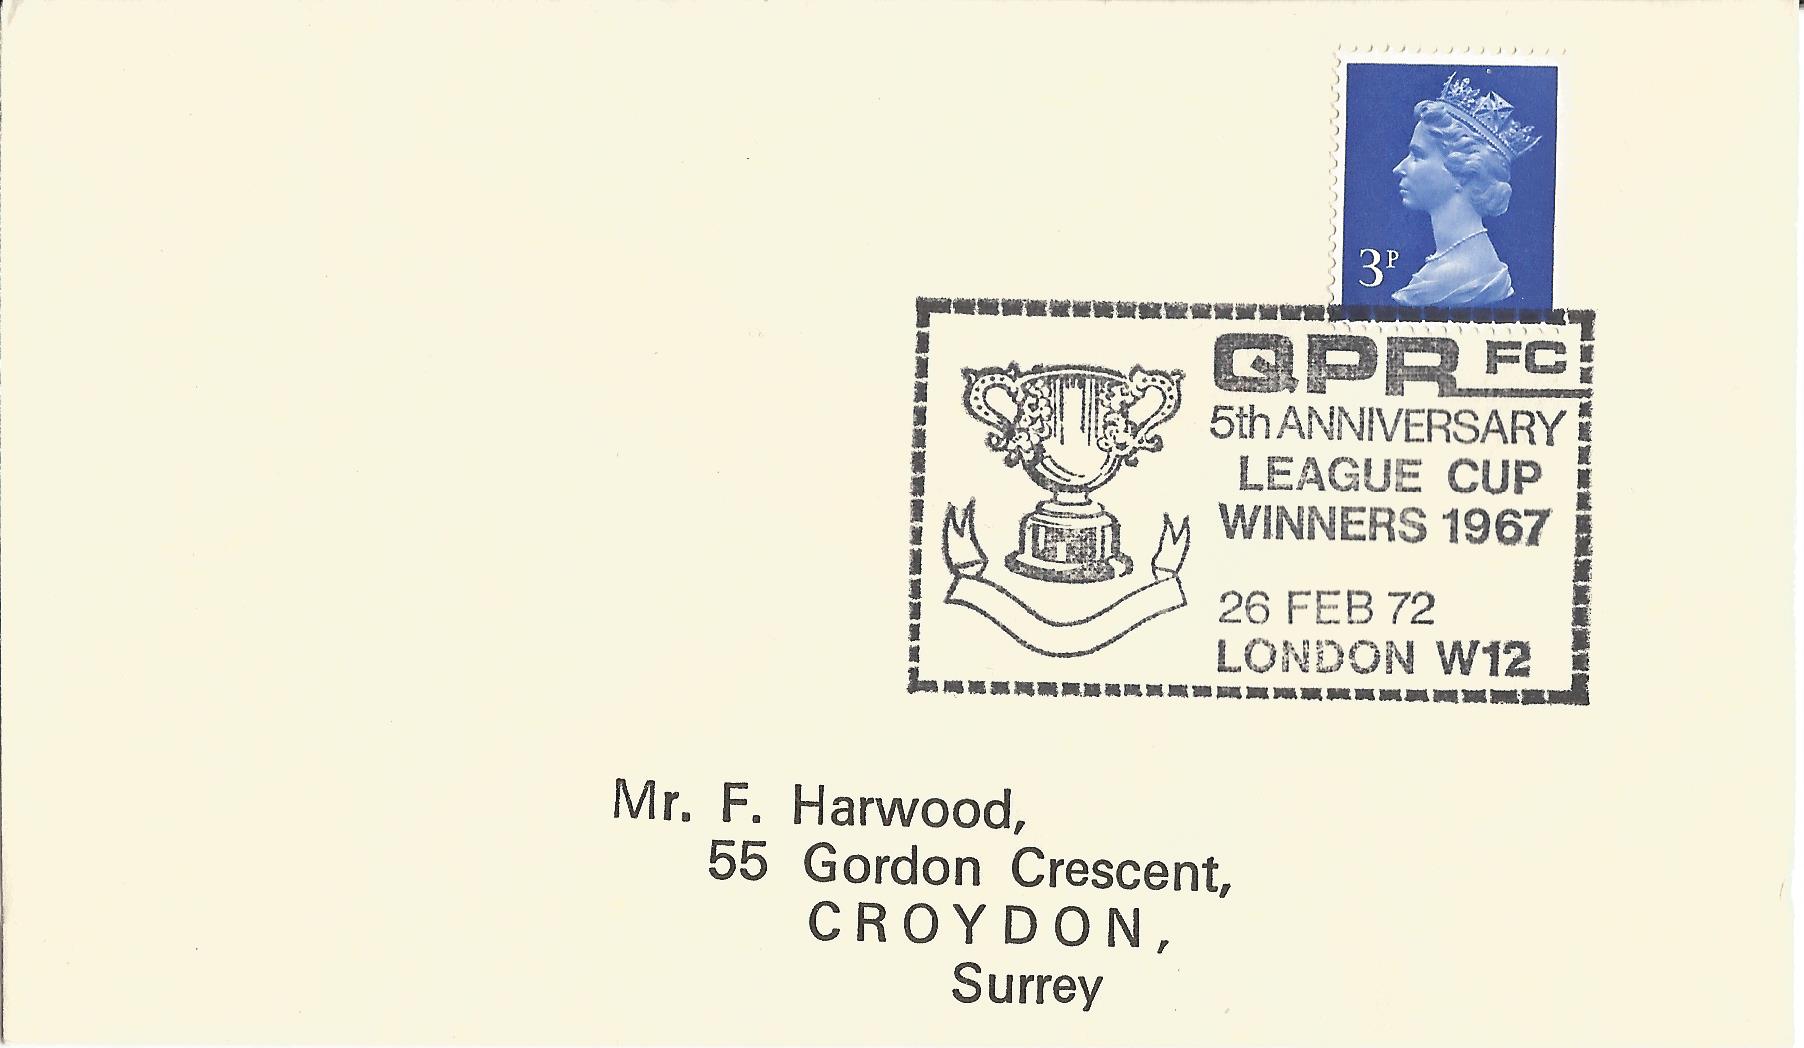 3P
QPR FC
5th ANNIVERSARY
LEAGUE CUP
WINNERS 1967
26 FEB 72
LONDON W12
Mr. F. Harwood,
55 Gordon Crescent,
CROYDON,
Surrey